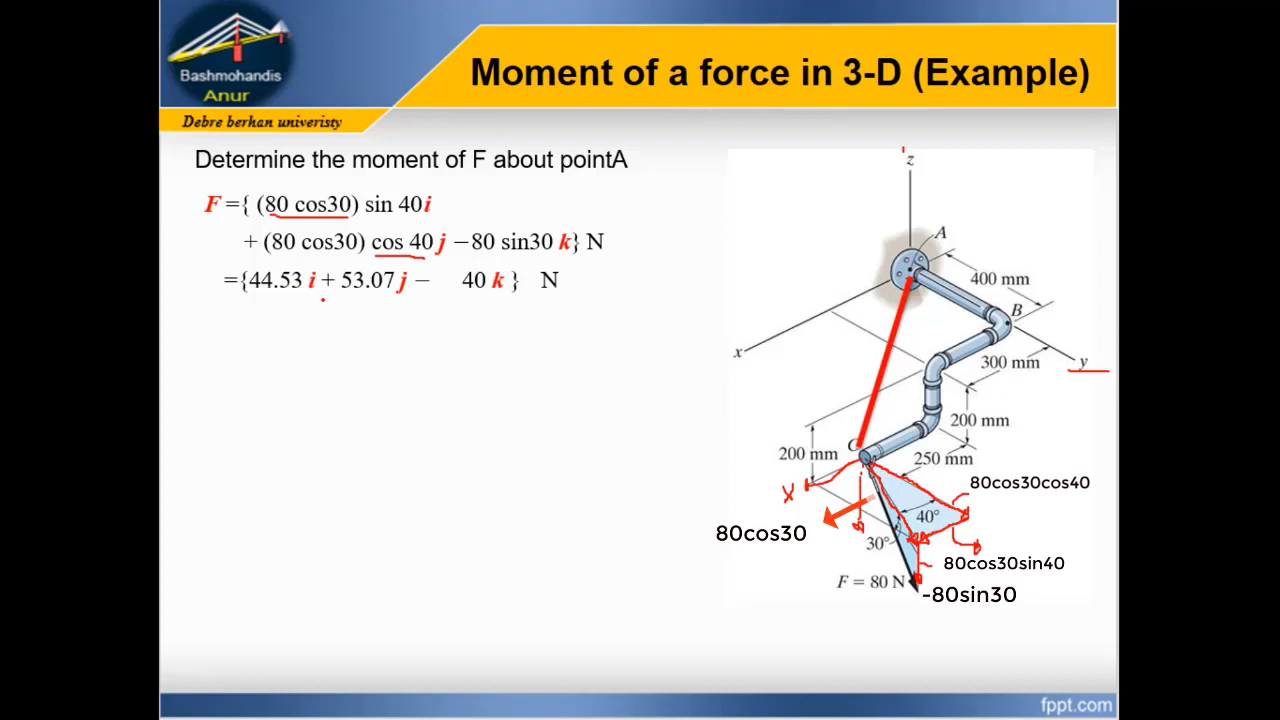 Bashmohandis
Anur
Debre berhan univeristy
Moment of a force in 3-D (Example)
Determine the moment of F about pointA
F ={ (80 cos30) sin 40i
+ (80 cos30) cos 40 j −80 sin30 k} N
={44.53 i + 53.07 j − 40 k } N
z
A
400 mm
B
x
300 mm
y
200 mm
C
200 mm
250 mm
X
80cos30cos40
40°
80cos30
30°
80cos30sin40
F = 80 N
-80sin30
fppt.com